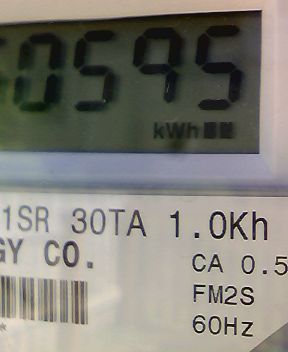 0595
kWh
1SR 30TA 1.0Kh
GY CO.
CA 0.5
FM2S
60Hz